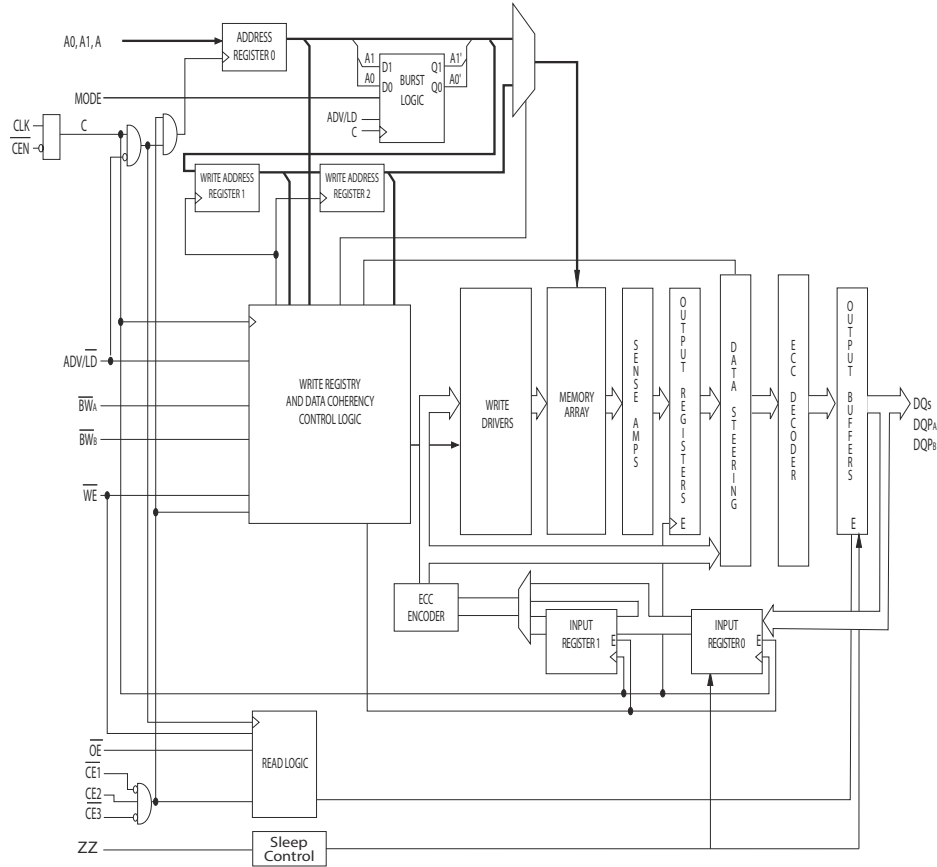 A0, A1, A
ADDRESS
REGISTER 0
A1
D1
A0
D0
BURST
LOGIC
Q1
A1'
Q0
A0'
MODE
ADV/LD
C
CLK
C
CEN
WRITE ADDRESS
REGISTER 1
WRITE ADDRESS
REGISTER 2
ADV/LD
BWA
BWB
WE
WRITE REGISTRY
AND DATA COHERENCY
CONTROL LOGIC
WRITE
DRIVERS
MEMORY
ARRAY
SENSE AMPS
OUTPUT REGISTERS
E
DATA STEERING
ECC DECODER
OUTPUT BUFFERS
E
DQs
DQPA
DQPB
ECC
ENCODER
INPUT
REGISTER 1
E
INPUT
REGISTER 0
E
OE
CE1
CE2
CE3
READ LOGIC
ZZ
Sleep
Control